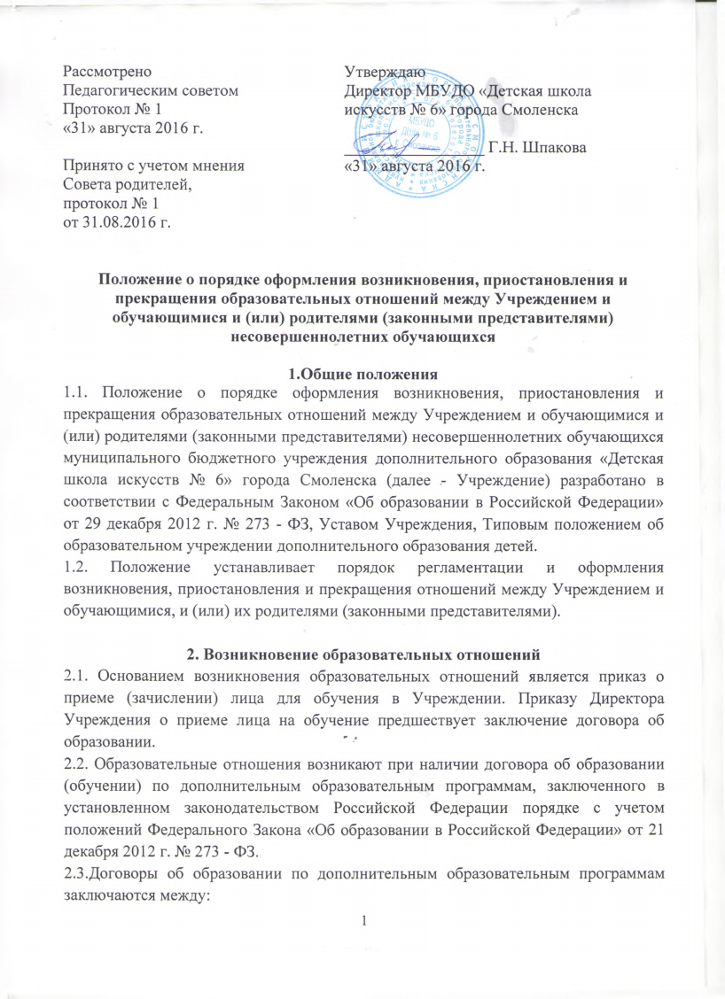 Рассмотрено
Педагогическим советом
Протокол № 1
«31» августа 2016 г.
Принято с учетом мнения
Совета родителей,
протокол № 1
от 31.08.2016 г.
Утверждаю
Директор МБУДО «Детская школа
искусств № 6» города Смоленска
Г.Н. Шпакова
«31» августа 2016 г.
МБУДО
ДШИ № 6
г. Смоленска
Положение о порядке оформления возникновения, приостановления и
прекращения образовательных отношений между Учреждением и
обучающимися и (или) родителями (законными представителями)
несовершеннолетних обучающихся
1.Общие положения
1.1. Положение о порядке оформления возникновения, приостановления и
прекращения образовательных отношений между Учреждением и обучающимися и
(или) родителями (законными представителями) несовершеннолетних обучающихся
муниципального бюджетного учреждения дополнительного образования «Детская
школа искусств № 6» города Смоленска (далее - Учреждение) разработано в
соответствии с Федеральным Законом «Об образовании в Российской Федерации»
от 29 декабря 2012 г. № 273 - ФЗ, Уставом Учреждения, Типовым положением об
образовательном учреждении дополнительного образования детей.
1.2. Положение устанавливает порядок регламентации и оформления
возникновения, приостановления и прекращения отношений между Учреждением и
обучающимися, и (или) их родителями (законными представителями).
2. Возникновение образовательных отношений
2.1. Основанием возникновения образовательных отношений является приказ о
приеме (зачислении) лица для обучения в Учреждении. Приказу Директора
Учреждения о приеме лица на обучение предшествует заключение договора об
образовании.
2.2. Образовательные отношения возникают при наличии договора об образовании
(обучении) по дополнительным образовательным программам, заключенного в
установленном законодательством Российской Федерации порядке с учетом
положений Федерального Закона «Об образовании в Российской Федерации» от 21
декабря 2012 г. № 273 - ФЗ.
2.3.Договоры об образовании по дополнительным образовательным программам
заключаются между:
1